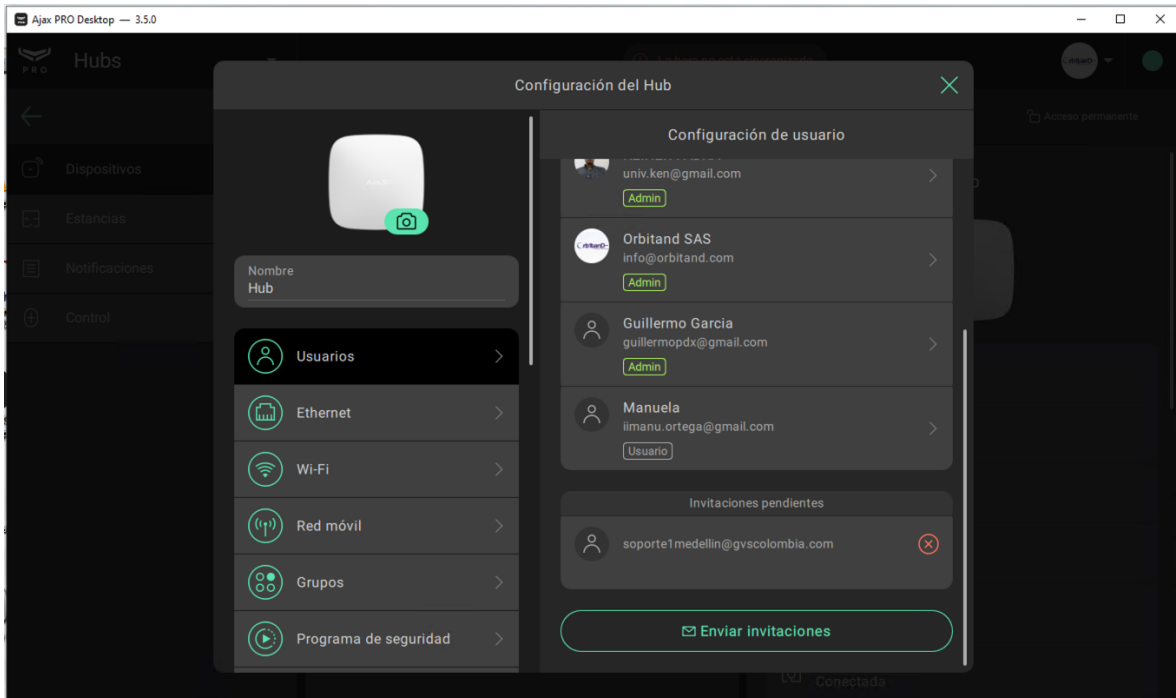 Ajax PRO Desktop — 3.5.0
PRO
Hubs
Acceso permanente
Dispositivos
Estancias
Notificaciones
Control
Configuración del Hub
Nombre
Hub
Usuarios
Ethernet
Wi-Fi
Red móvil
Grupos
Programa de seguridad
Configuración de usuario
univ.ken@gmail.com
Admin
Orbitand SAS
info@orbitand.com
Admin
Guillermo Garcia
guillermopdx@gmail.com
Admin
Manuela
iimanu.ortega@gmail.com
Usuario
Invitaciones pendientes
soporte1medellin@gvscolombia.com
Enviar invitaciones
Conectada